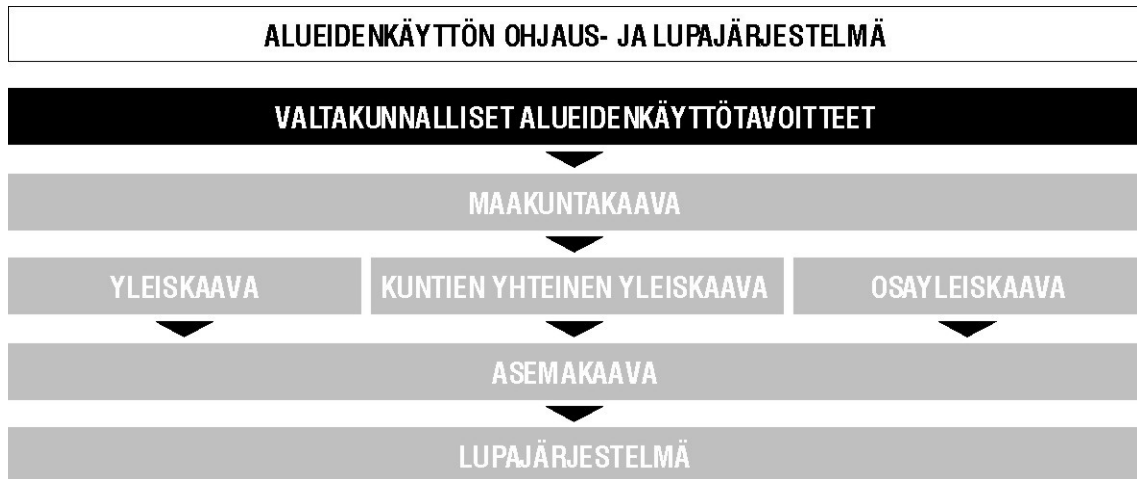 ALUEIDENKÄYTTÖN OHJAUS- JA LUPAJÄRJESTELMÄ
VALTAKUNNALLISET ALUEIDENKÄYTTÖTAVOITTEET
MAAKUNTAKAAVA
YLEISKAAVA
KUNTIEN YHTEINEN YLEISKAAVA
OSAYLEISKAAVA
ASEMAKAAVA
LUPAJÄRJESTELMÄ